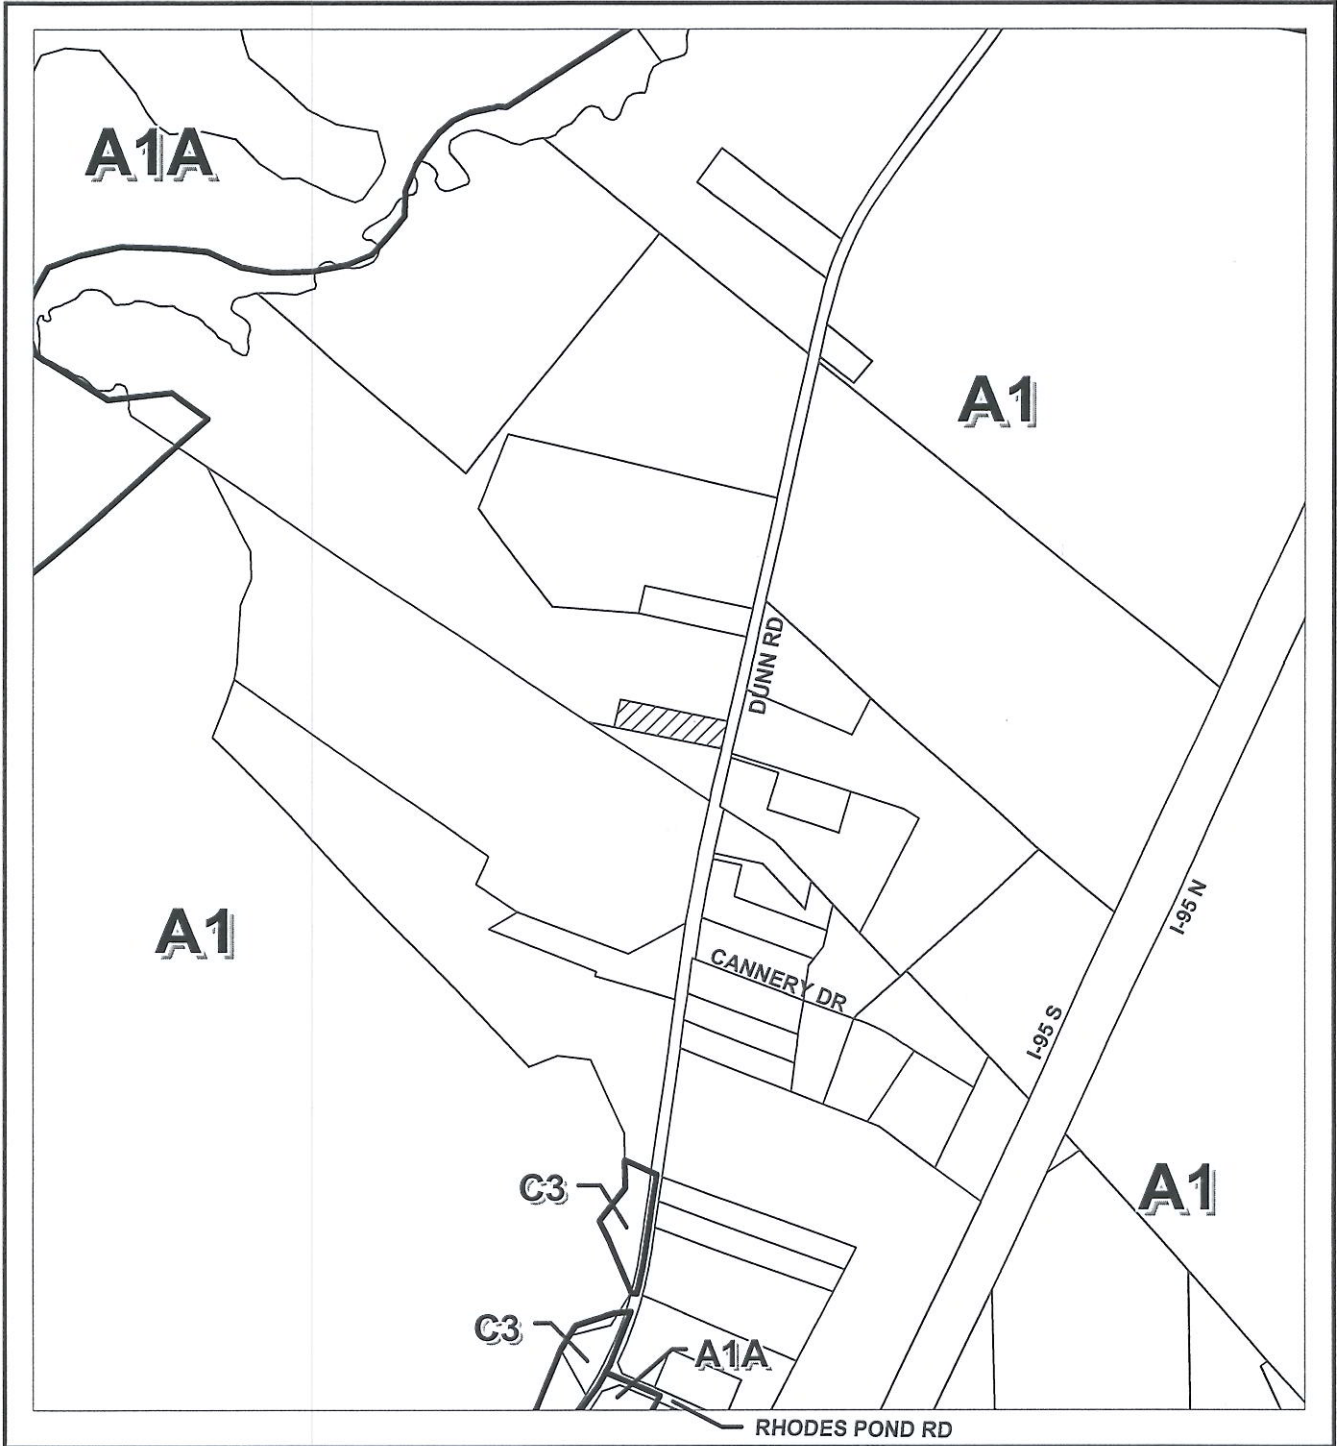 A1A
A1
DUNN RD
I-95 N
A1
CANNERY DR
I-95 S
A1
C3
C3
A1A
RHODES POND RD